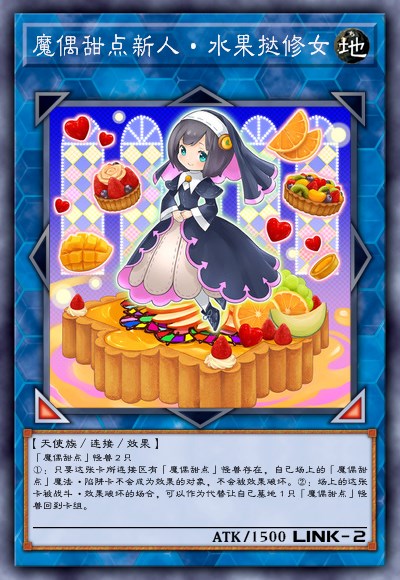 魔偶甜点新人・水果挞修女 地
【天使族／连接／效果】
「魔偶甜点」怪兽2只
①：只要这张卡所连接区有「魔偶甜点」怪兽存在，自己场上的「魔偶甜点」
魔法・陷阱卡不会成为效果的对象，不会被效果破坏。②：场上的这张
卡被战斗・效果破坏的场合，可以作为代替让自己墓地1只「魔偶甜点」怪
兽回到卡组。
ATK/1500 LINK-2